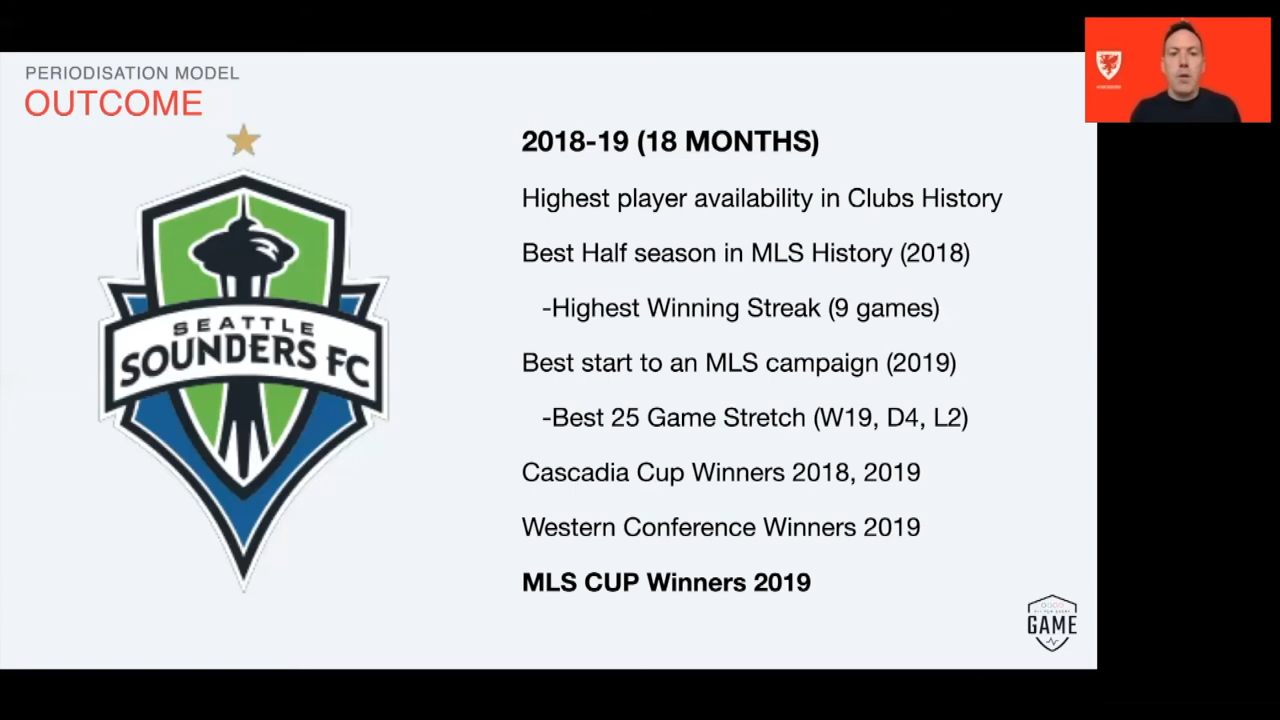 PERIODISATION MODEL
OUTCOME
SEATTLE
SOUNDERS FC
2018-19 (18 MONTHS)
Highest player availability in Clubs History
Best Half season in MLS History (2018)
-Highest Winning Streak (9 games)
Best start to an MLS campaign (2019)
-Best 25 Game Stretch (W19, D4, L2)
Cascadia Cup Winners 2018, 2019
Western Conference Winners 2019
MLS CUP Winners 2019
GAME